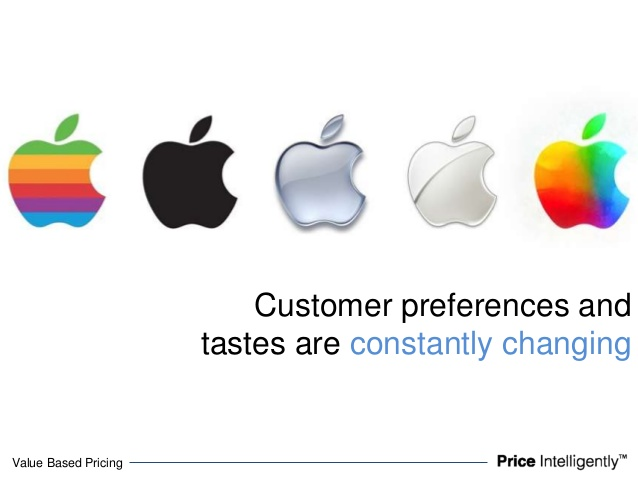 Customer preferences and
tastes are constantly changing
Value Based Pricing
Price Intelligently™